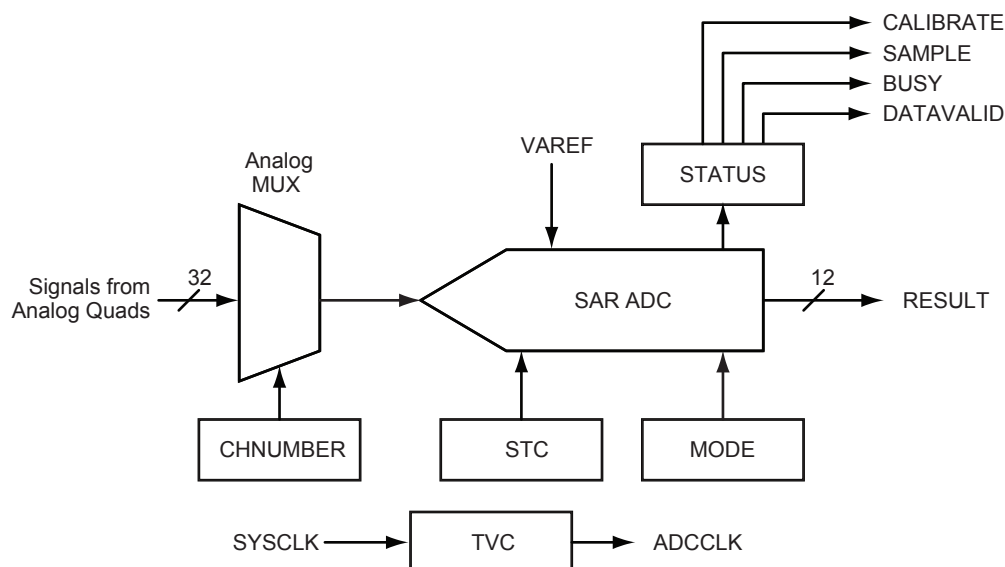 CALIBRATE
SAMPLE
BUSY
DATAVALID
VAREF
STATUS
Analog
MUX
Signals from
Analog Quads
32
SAR ADC
12
RESULT
CHNUMBER
STC
MODE
SYSCLK
TVC
ADCCLK